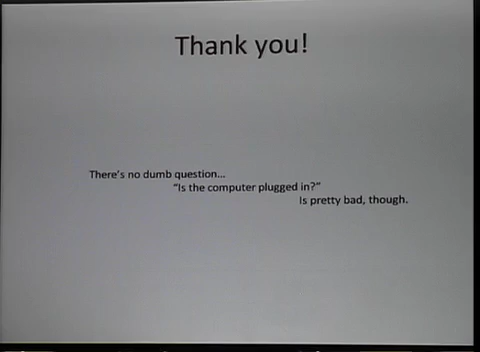 Thank you!
There's no dumb question...
"Is the computer plugged in?"
Is pretty bad, though.